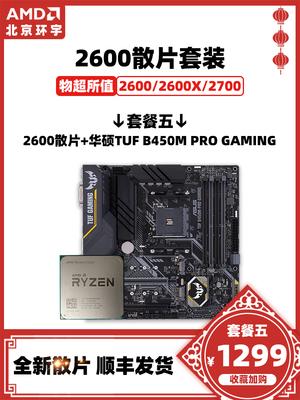 AMD
北京环宇
2600散片套装
物超所值 2600/2600X/2700
↓套餐五↓
2600散片+华硕TUF B450M PRO GAMING
TUF GAMING
AMD
RYZEN
套餐五
¥1299
收藏加购
全新散片 顺丰发货